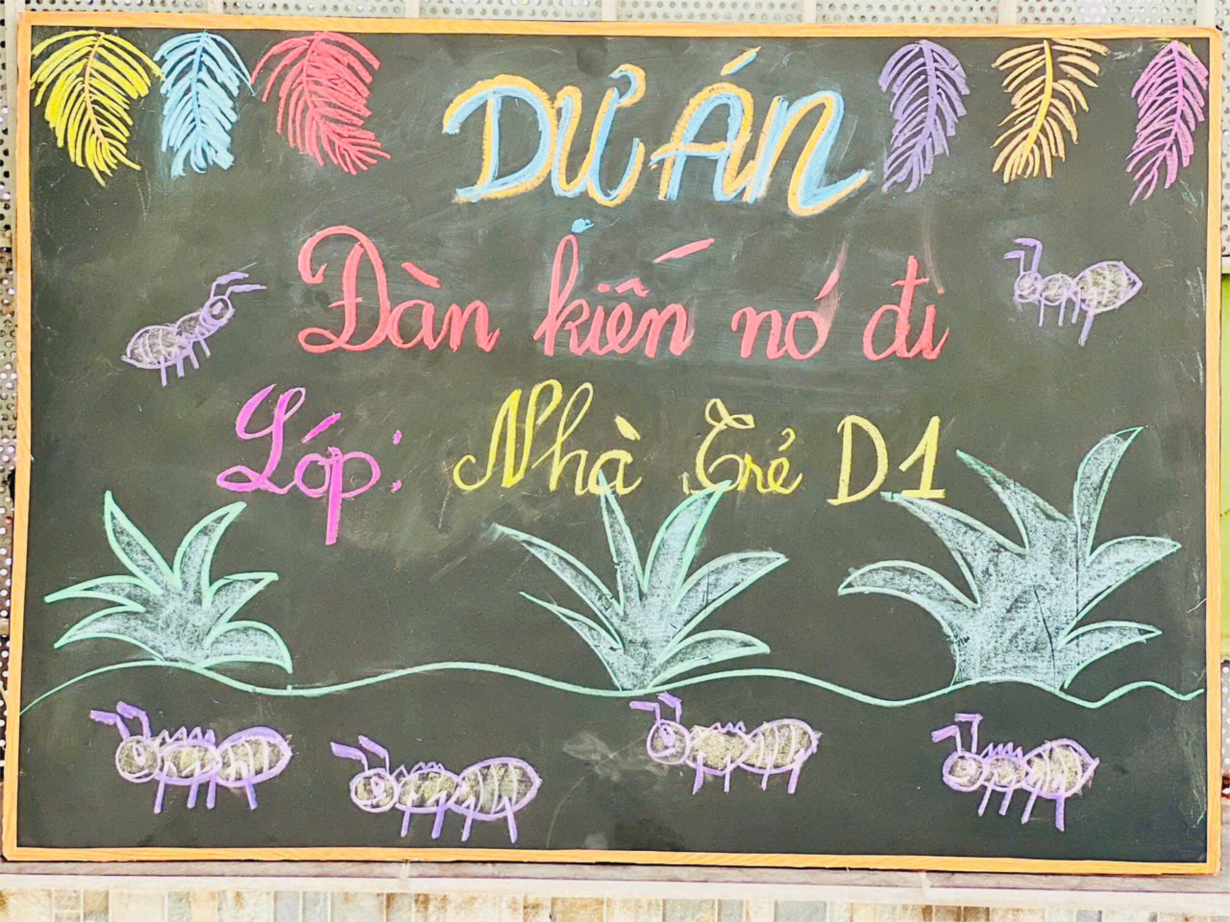 DỰ ÁN
Đàn kiến nó đi
Lớp: Nhà Trẻ D1